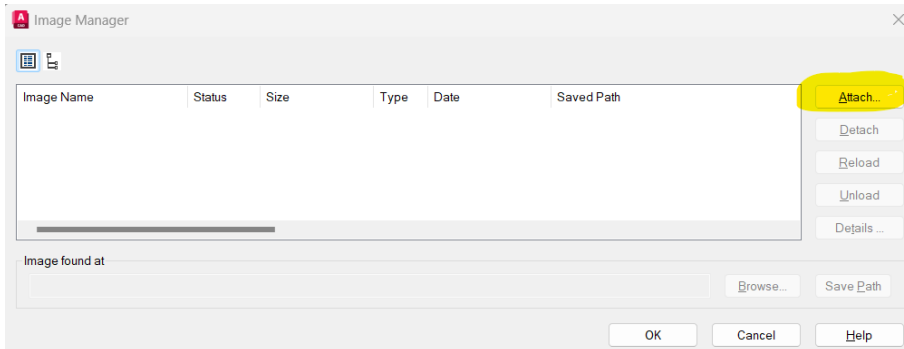 Image Manager
Image Name Status Size Type Date Saved Path
Attach...
Detach
Reload
Unload
Details ...
Image found at
Browse... Save Path
OK Cancel Help